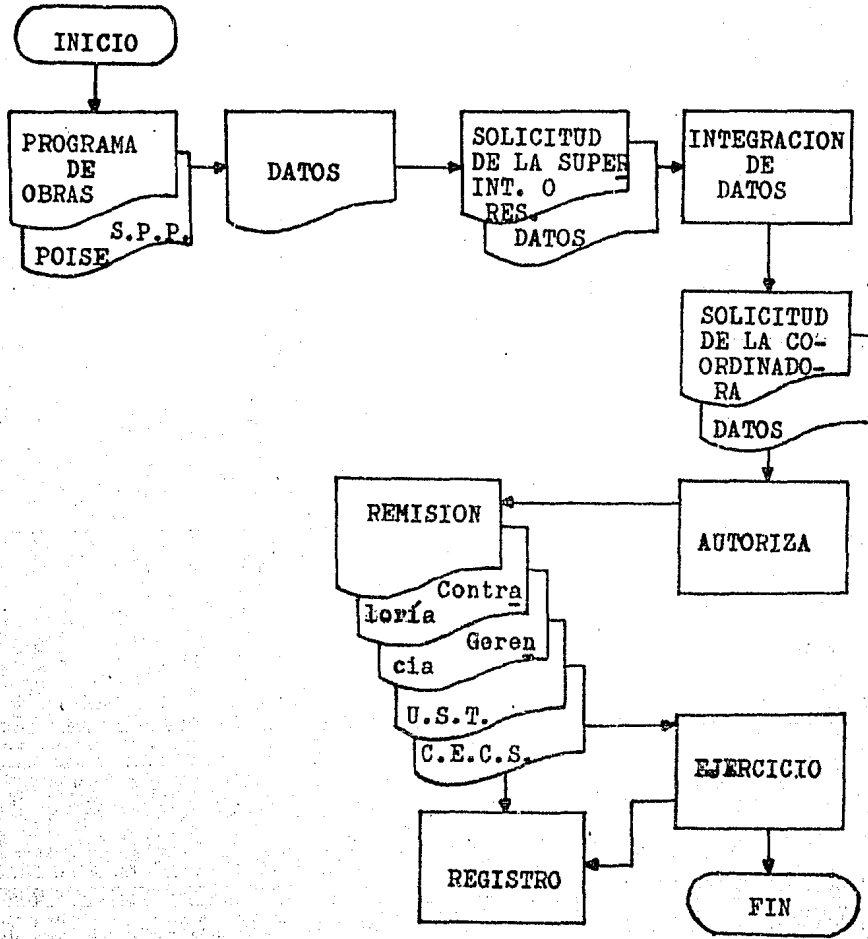 INICIO
PROGRAMA
DE
OBRAS
S.P.P.
POISE
DATOS
SOLICITUD
DE LA SUPER
INT. O
RES.
DATOS
INTEGRACION
DE
DATOS
SOLICITUD
DE LA CO-
ORDINADO-
RA
DATOS
AUTORIZA
REMISION
Contra
loría
Geren
cia
U.S.T.
C.E.C.S.
EJERCICIO
REGISTRO
FIN